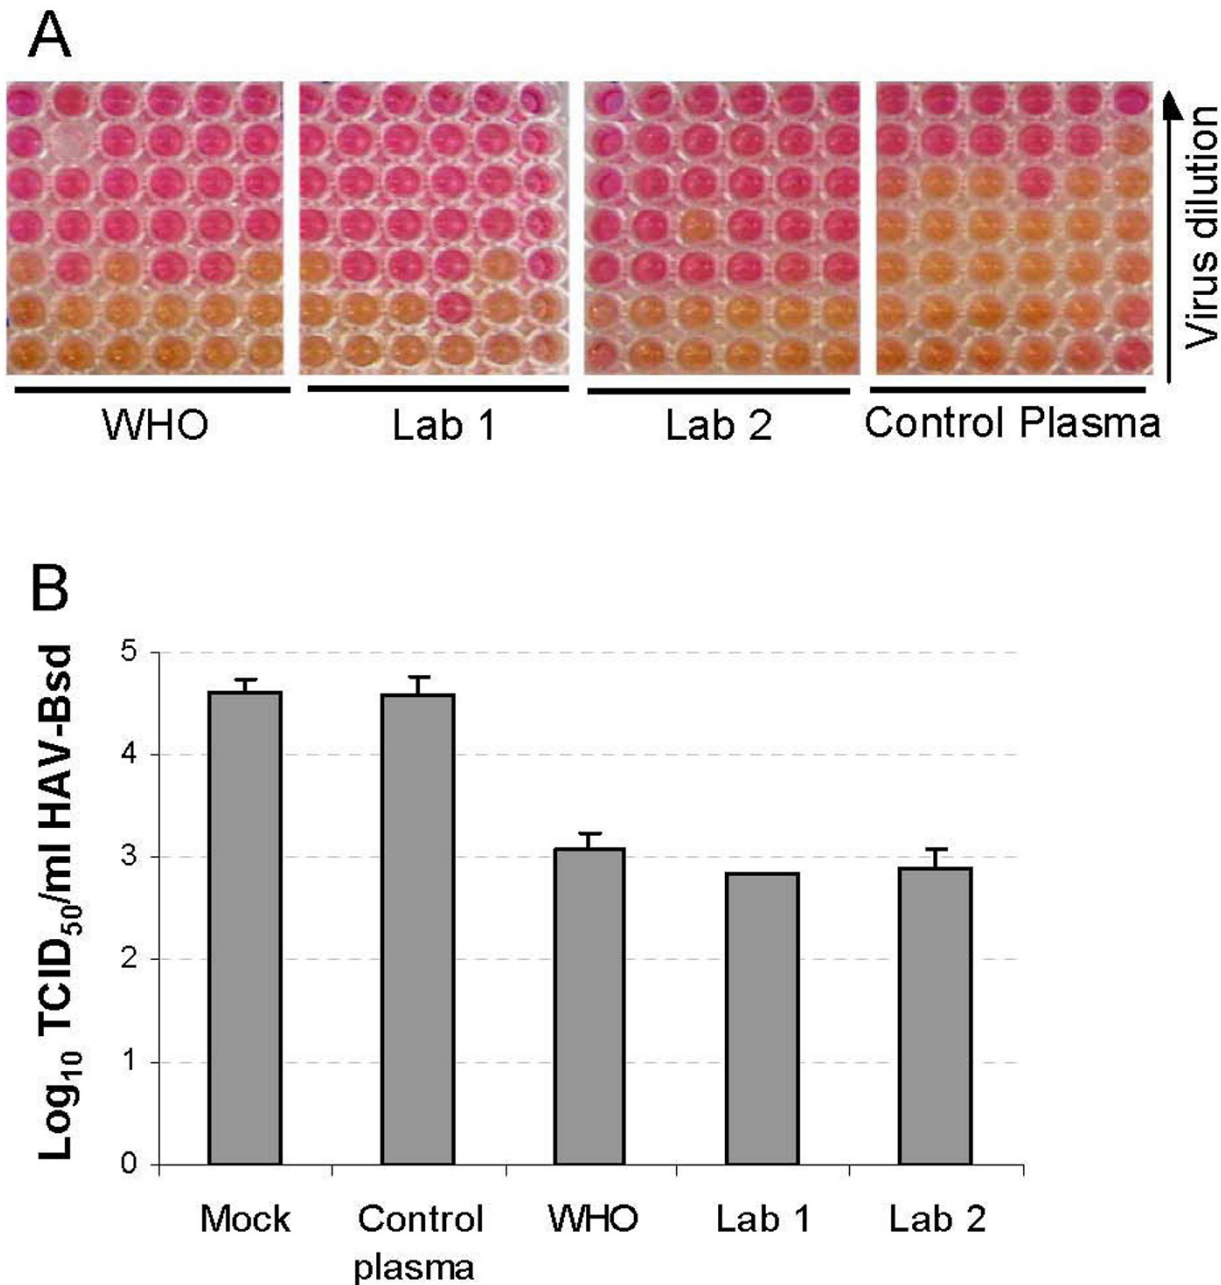 A
Virus dilution
WHO
Lab 1
Lab 2
Control Plasma
B
Log₁₀ TCID₅₀/ml HAV-Bsd
5
4
3
2
1
0
Mock
Control plasma
WHO
Lab 1
Lab 2